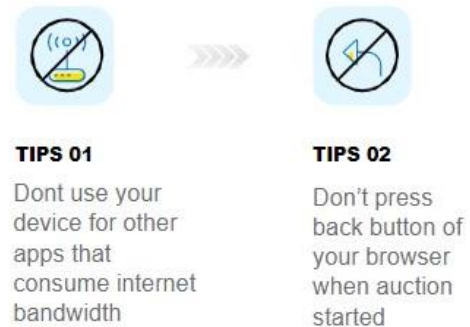 TIPS 01
Dont use your
device for other
apps that
consume internet
bandwidth
TIPS 02
Don't press
back button of
your browser
when auction
started